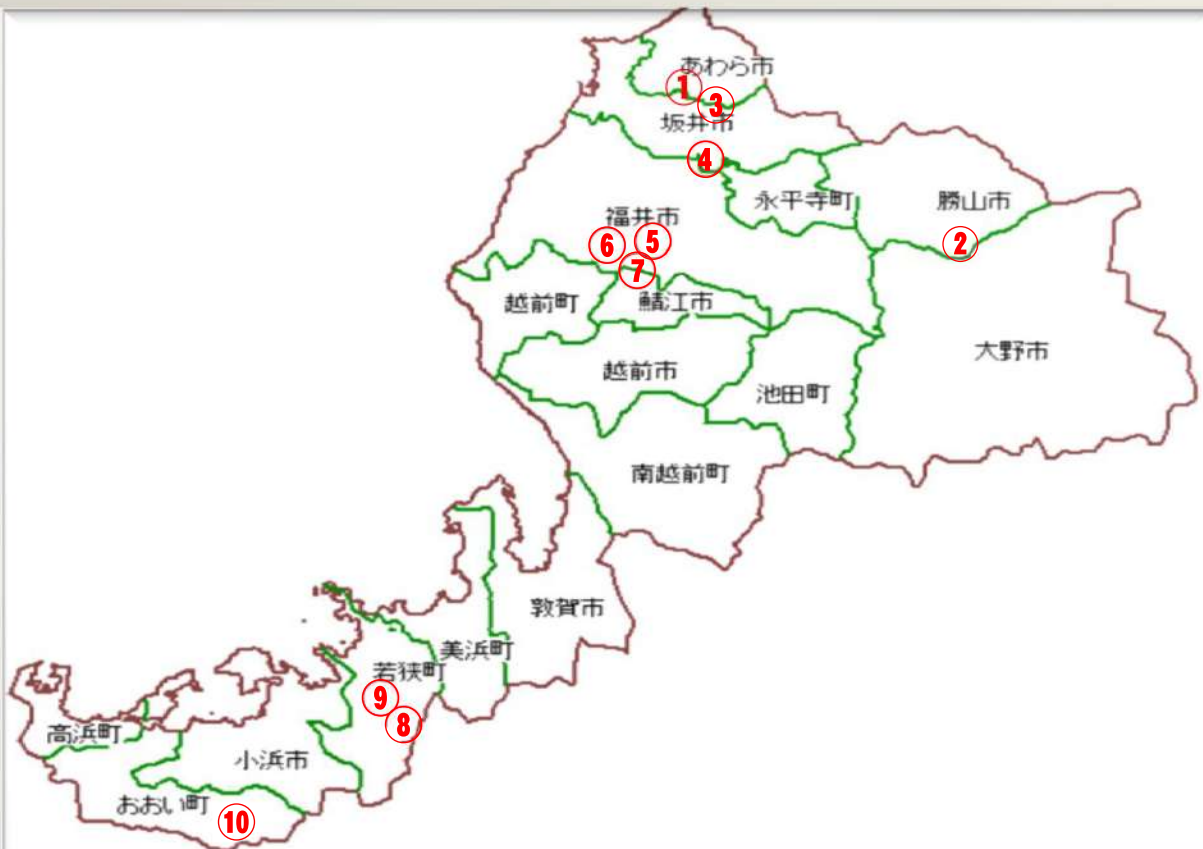 あわら市
①
③
坂井市
④
永平寺町
勝山市
福井市
⑥
⑤
②
⑦
越前町
鯖江市
大野市
越前市
池田町
南越前町
敦賀市
美浜町
若狭町
⑨
⑧
高浜町
小浜市
おおい町
⑩